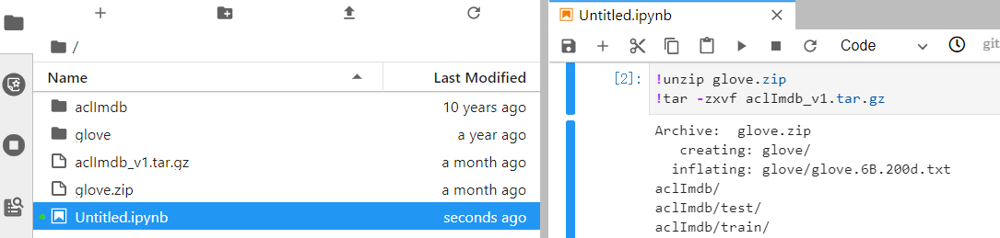 /
Name Last Modified
aclImdb 10 years ago
glove a year ago
aclImdb_v1.tar.gz a month ago
glove.zip a month ago
Untitled.ipynb seconds ago
Untitled.ipynb
Code git
[2]: !unzip glove.zip
!tar -zxvf aclImdb_v1.tar.gz
Archive:  glove.zip
   creating: glove/
  inflating: glove/glove.6B.200d.txt
aclImdb/
aclImdb/test/
aclImdb/train/